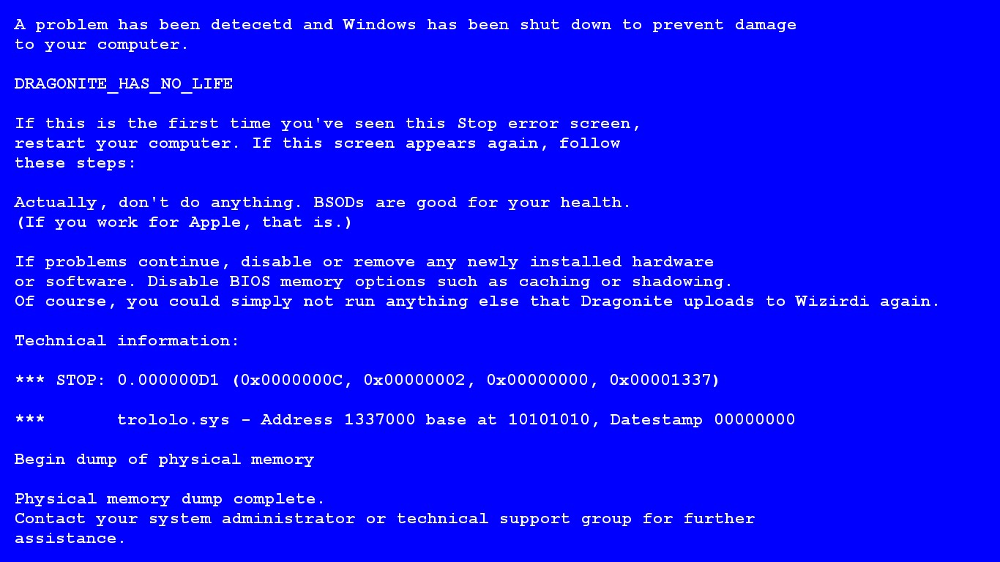 A problem has been detecetd and Windows has been shut down to prevent damage
to your computer.
DRAGONITE_HAS_NO_LIFE
If this is the first time you've seen this Stop error screen,
restart your computer. If this screen appears again, follow
these steps:
Actually, don't do anything. BSODs are good for your health.
(If you work for Apple, that is.)
If problems continue, disable or remove any newly installed hardware
or software. Disable BIOS memory options such as caching or shadowing.
Of course, you could simply not run anything else that Dragonite uploads to Wizirdi again.
Technical information:
*** STOP: 0.000000D1 (0x0000000C, 0x00000002, 0x00000000, 0x00001337)
*** trololo.sys - Address 1337000 base at 10101010, Datestamp 00000000
Begin dump of physical memory
Physical memory dump complete.
Contact your system administrator or technical support group for further
assistance.